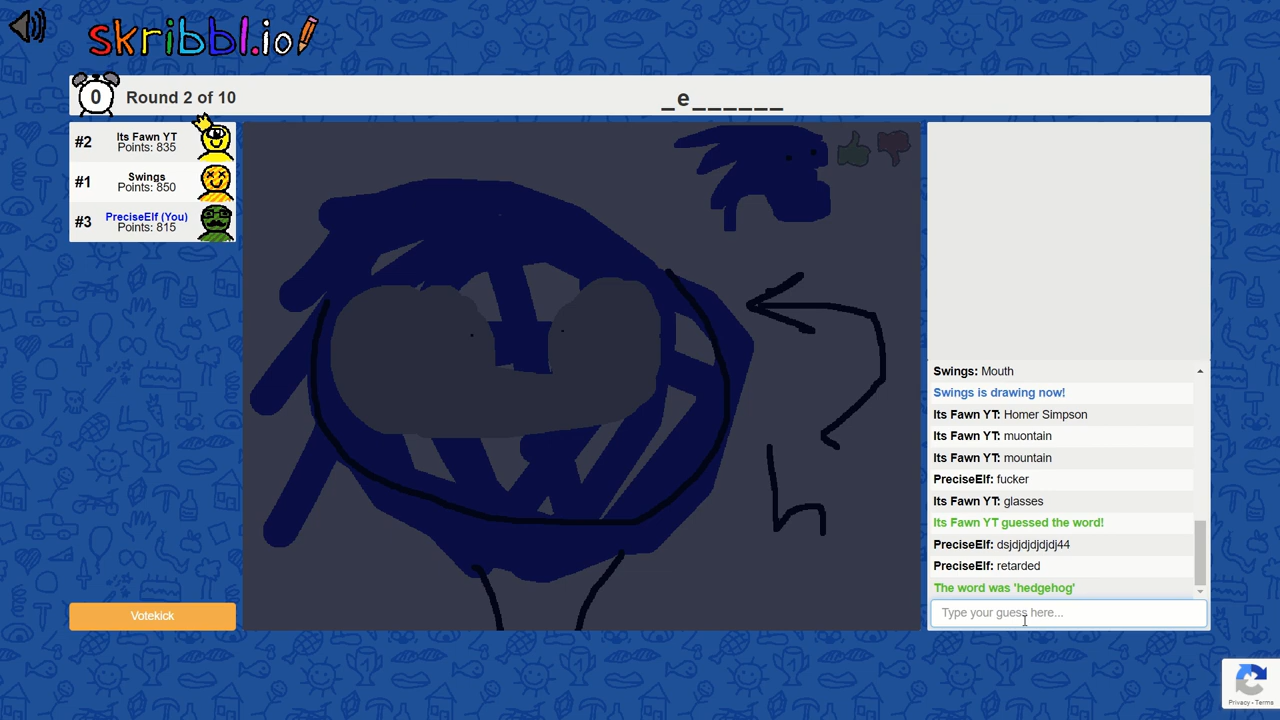 skribbl.io
0
Round 2 of 10
_e______
#2
Its Fawn YT
Points: 835
#1
Swings
Points: 850
#3
PreciseElf (You)
Points: 815
h
Swings: Mouth
Swings is drawing now!
Its Fawn YT: Homer Simpson
Its Fawn YT: muontain
Its Fawn YT: mountain
PreciseElf: fucker
Its Fawn YT: glasses
Its Fawn YT guessed the word!
PreciseElf: dsjdjdjdjdj44
PreciseElf: retarded
The word was 'hedgehog'
Type your guess here...
Votekick
Privacy - Terms